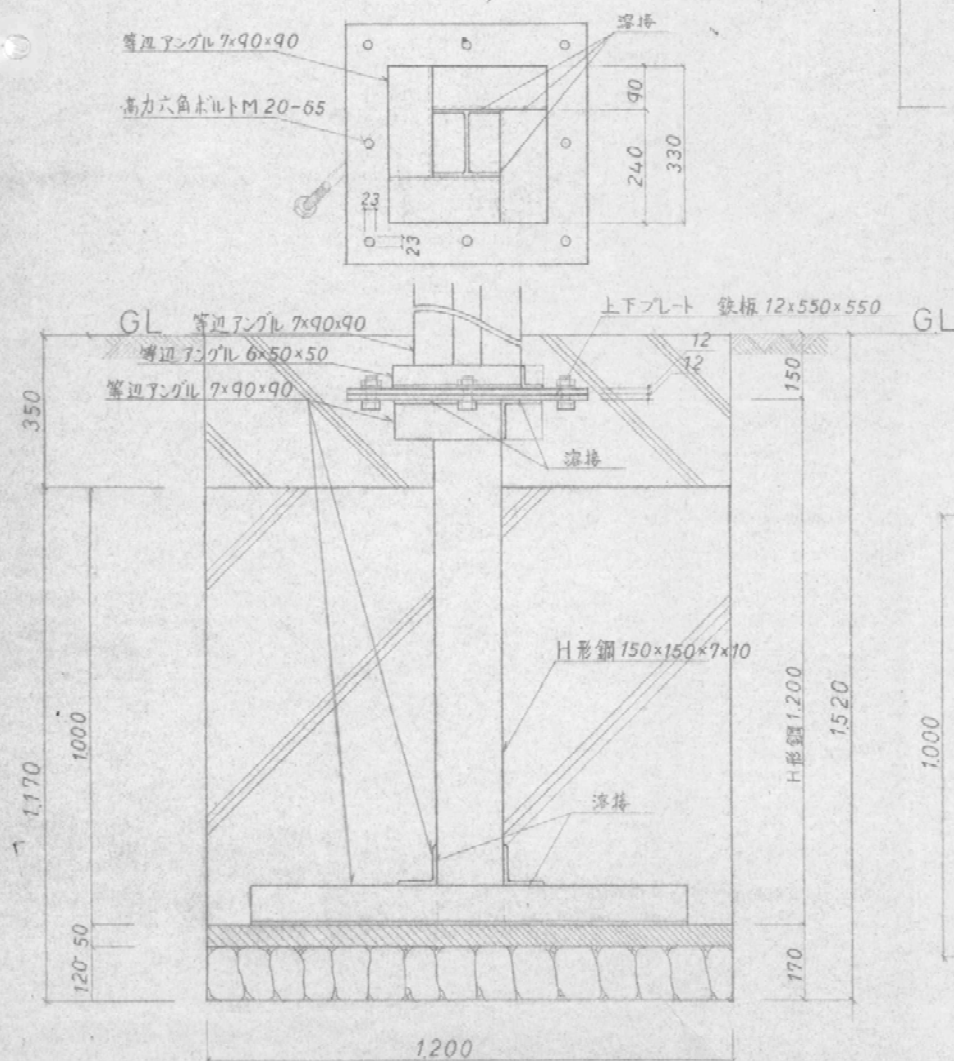 溶接
等辺アングル 7×90×90
高力六角ボルトM 20-65
90
240
330
23
23
GL
等辺アングル 7×90×90
上下プレート 鉄板 12×550×550
GL
等辺アングル 6×50×50
12
12
等辺アングル 7×90×90
150
350
溶接
H形鋼 150×150×7×10
H形鋼 1,200
1,520
1,000
1,000
1,170
溶接
50
120
170
1,200